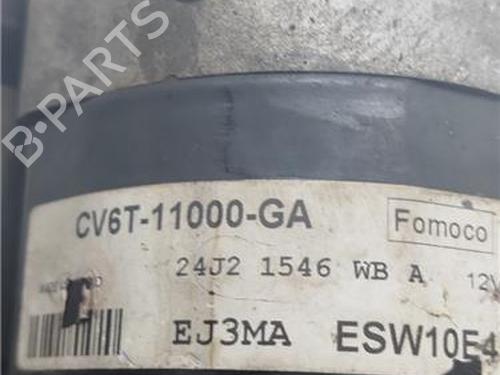 B-PARTS
CV6T-11000-GA
Fomoco
24J2 1546 WB A 12V
EJ3MA ESW10E4